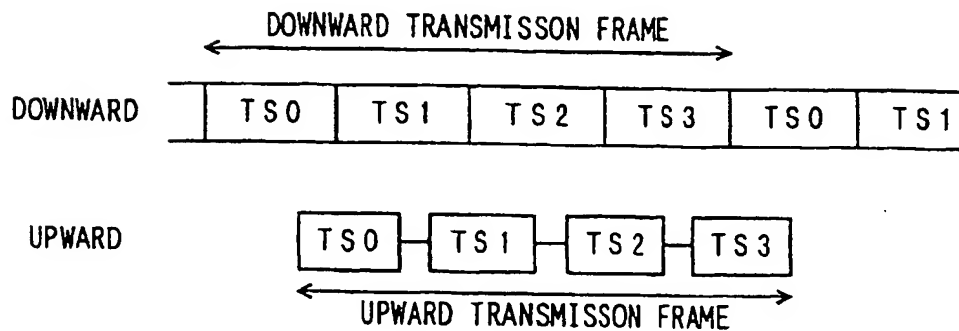 DOWNWARD TRANSMISSON FRAME
DOWNWARD TS0 TS1 TS2 TS3 TS0 TS1
UPWARD TS0 TS1 TS2 TS3
UPWARD TRANSMISSON FRAME